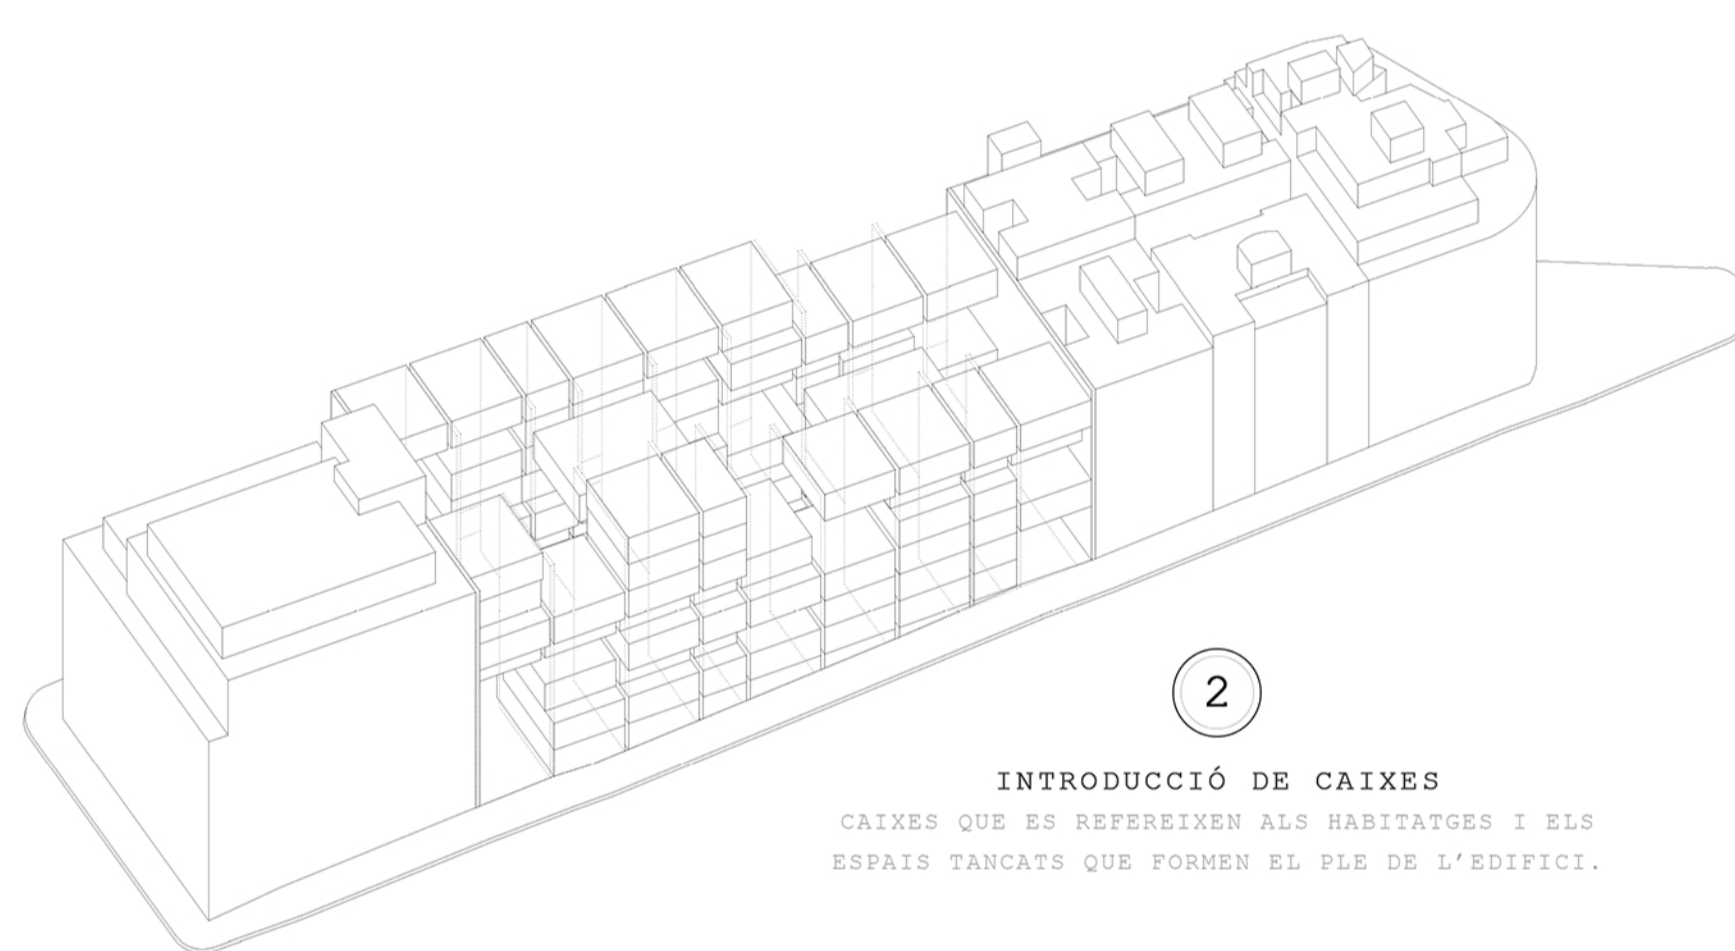 2
INTRODUCCIÓ DE CAIXES
CAIXES QUE ES REFEREIXEN ALS HABITATGES I ELS
ESPAIS TANCATS QUE FORMEN EL PLE DE L'EDIFICI.